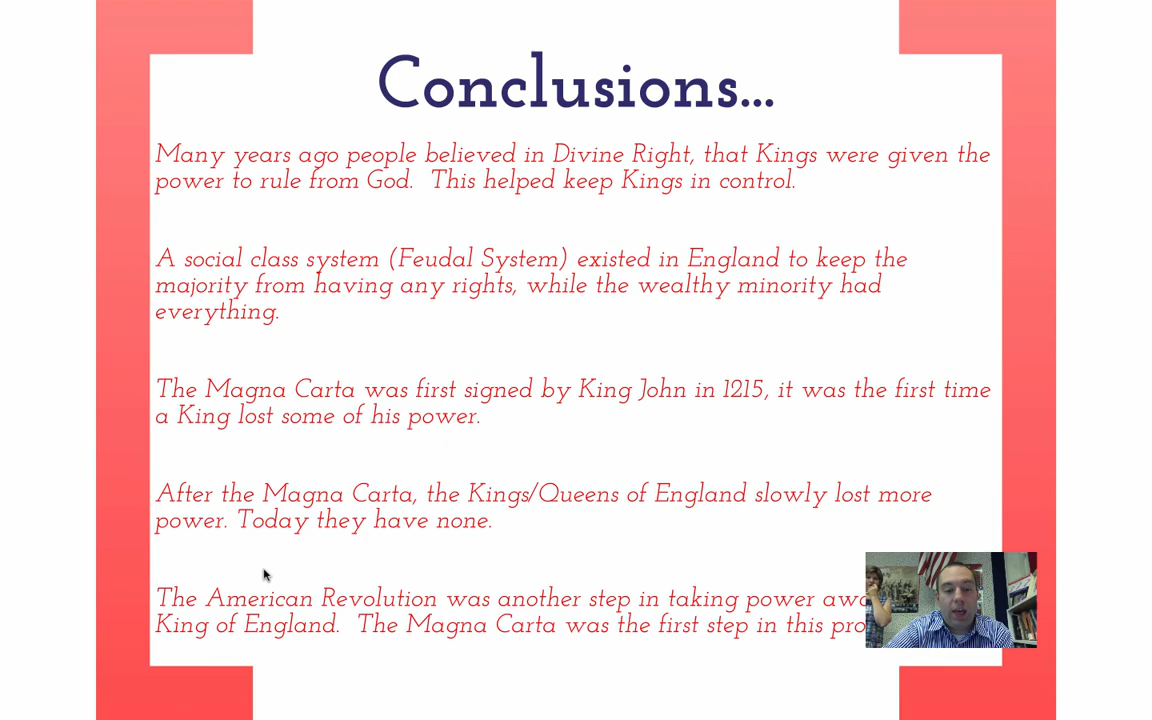 Conclusions...
Many years ago people believed in Divine Right, that Kings were given the
power to rule from God.  This helped keep Kings in control.
A social class system (Feudal System) existed in England to keep the
majority from having any rights, while the wealthy minority had
everything.
The Magna Carta was first signed by King John in 1215, it was the first time
a King lost some of his power.
After the Magna Carta, the Kings/Queens of England slowly lost more
power. Today they have none.
The American Revolution was another step in taking power
King of England.  The Magna Carta was the first step in this